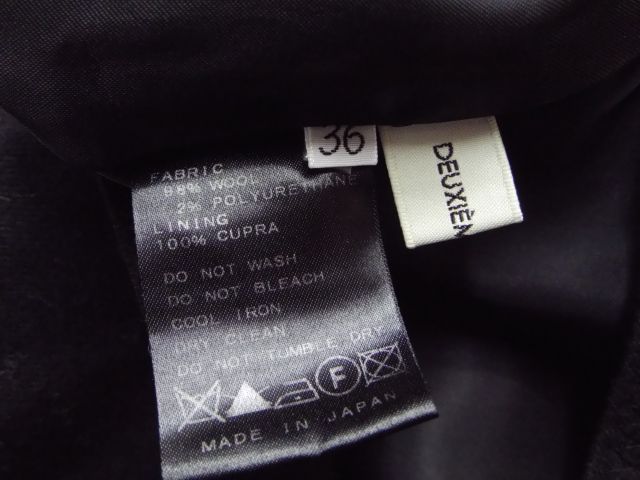 36
DEUXIÈM
FABRIC
98% WOOL
2% POLYURETHANE
LINING
100% CUPRA
DO NOT WASH
DO NOT BLEACH
COOL IRON
DRY CLEAN
DO NOT TUMBLE DRY
F
MADE IN JAPAN